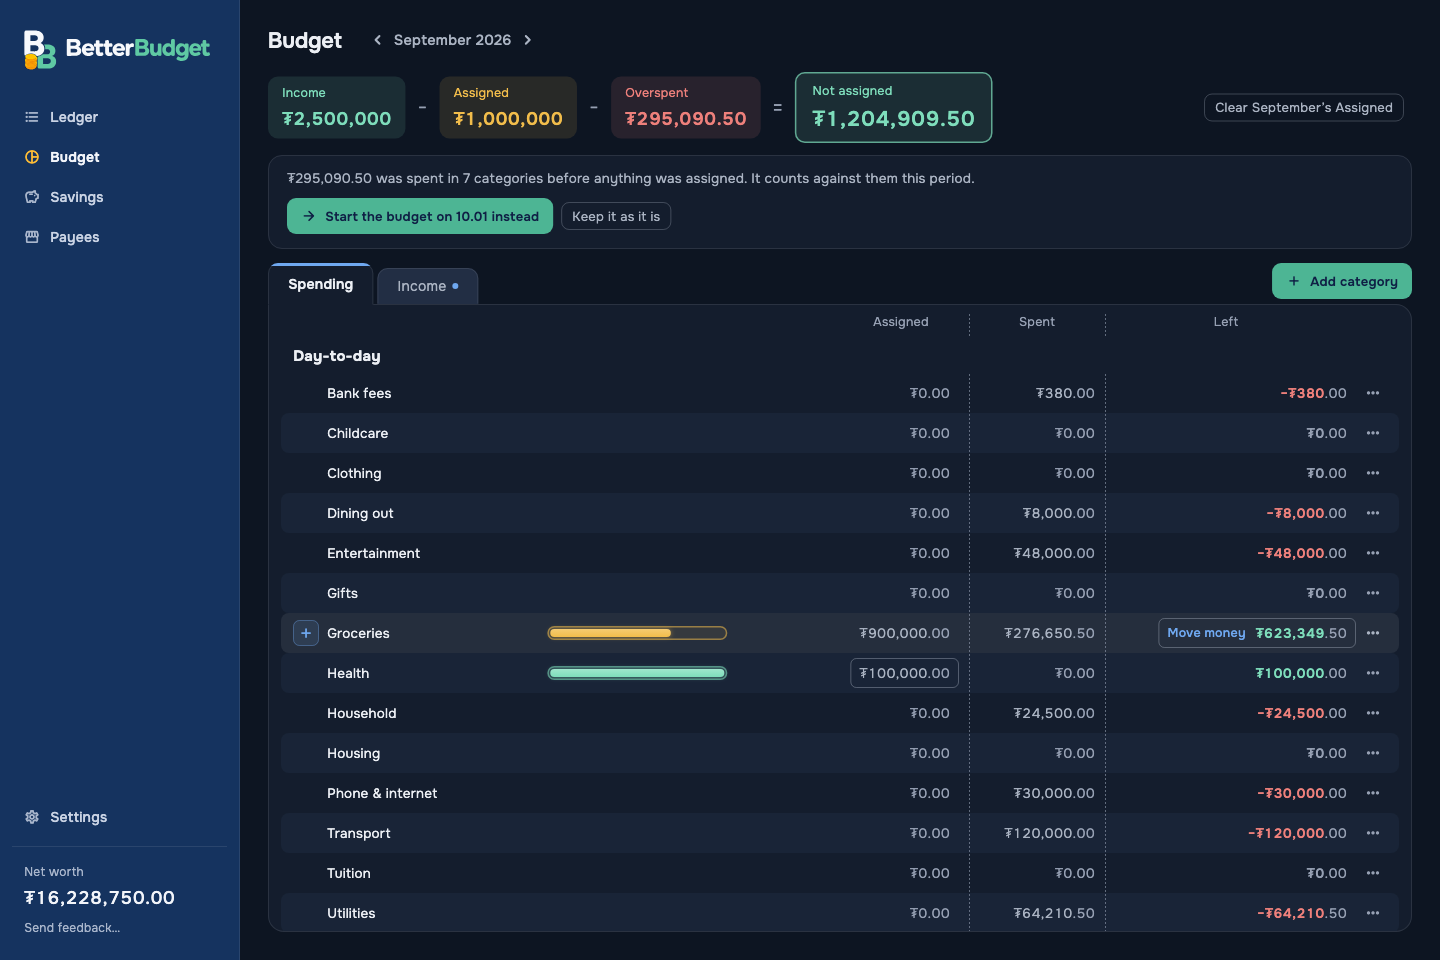 BetterBudget
Ledger
Budget
Savings
Payees
Settings
Net worth
₮16,228,750.00
Send feedback...
Budget
September 2026
Income
₮2,500,000
–
Assigned
₮1,000,000
–
Overspent
₮295,090.50
=
Not assigned
₮1,204,909.50
Clear September's Assigned
₮295,090.50 was spent in 7 categories before anything was assigned. It counts against them this period.
→ Start the budget on 10.01 instead
Keep it as it is
Spending
Income
+ Add category
Assigned Spent Left
Day-to-day
Bank fees ₮0.00 ₮380.00 -₮380.00
Childcare ₮0.00 ₮0.00 ₮0.00
Clothing ₮0.00 ₮0.00 ₮0.00
Dining out ₮0.00 ₮8,000.00 -₮8,000.00
Entertainment ₮0.00 ₮48,000.00 -₮48,000.00
Gifts ₮0.00 ₮0.00 ₮0.00
+ Groceries ₮900,000.00 ₮276,650.50 Move money ₮623,349.50
Health ₮100,000.00 ₮0.00 ₮100,000.00
Household ₮0.00 ₮24,500.00 -₮24,500.00
Housing ₮0.00 ₮0.00 ₮0.00
Phone & internet ₮0.00 ₮30,000.00 -₮30,000.00
Transport ₮0.00 ₮120,000.00 -₮120,000.00
Tuition ₮0.00 ₮0.00 ₮0.00
Utilities ₮0.00 ₮64,210.50 -₮64,210.50